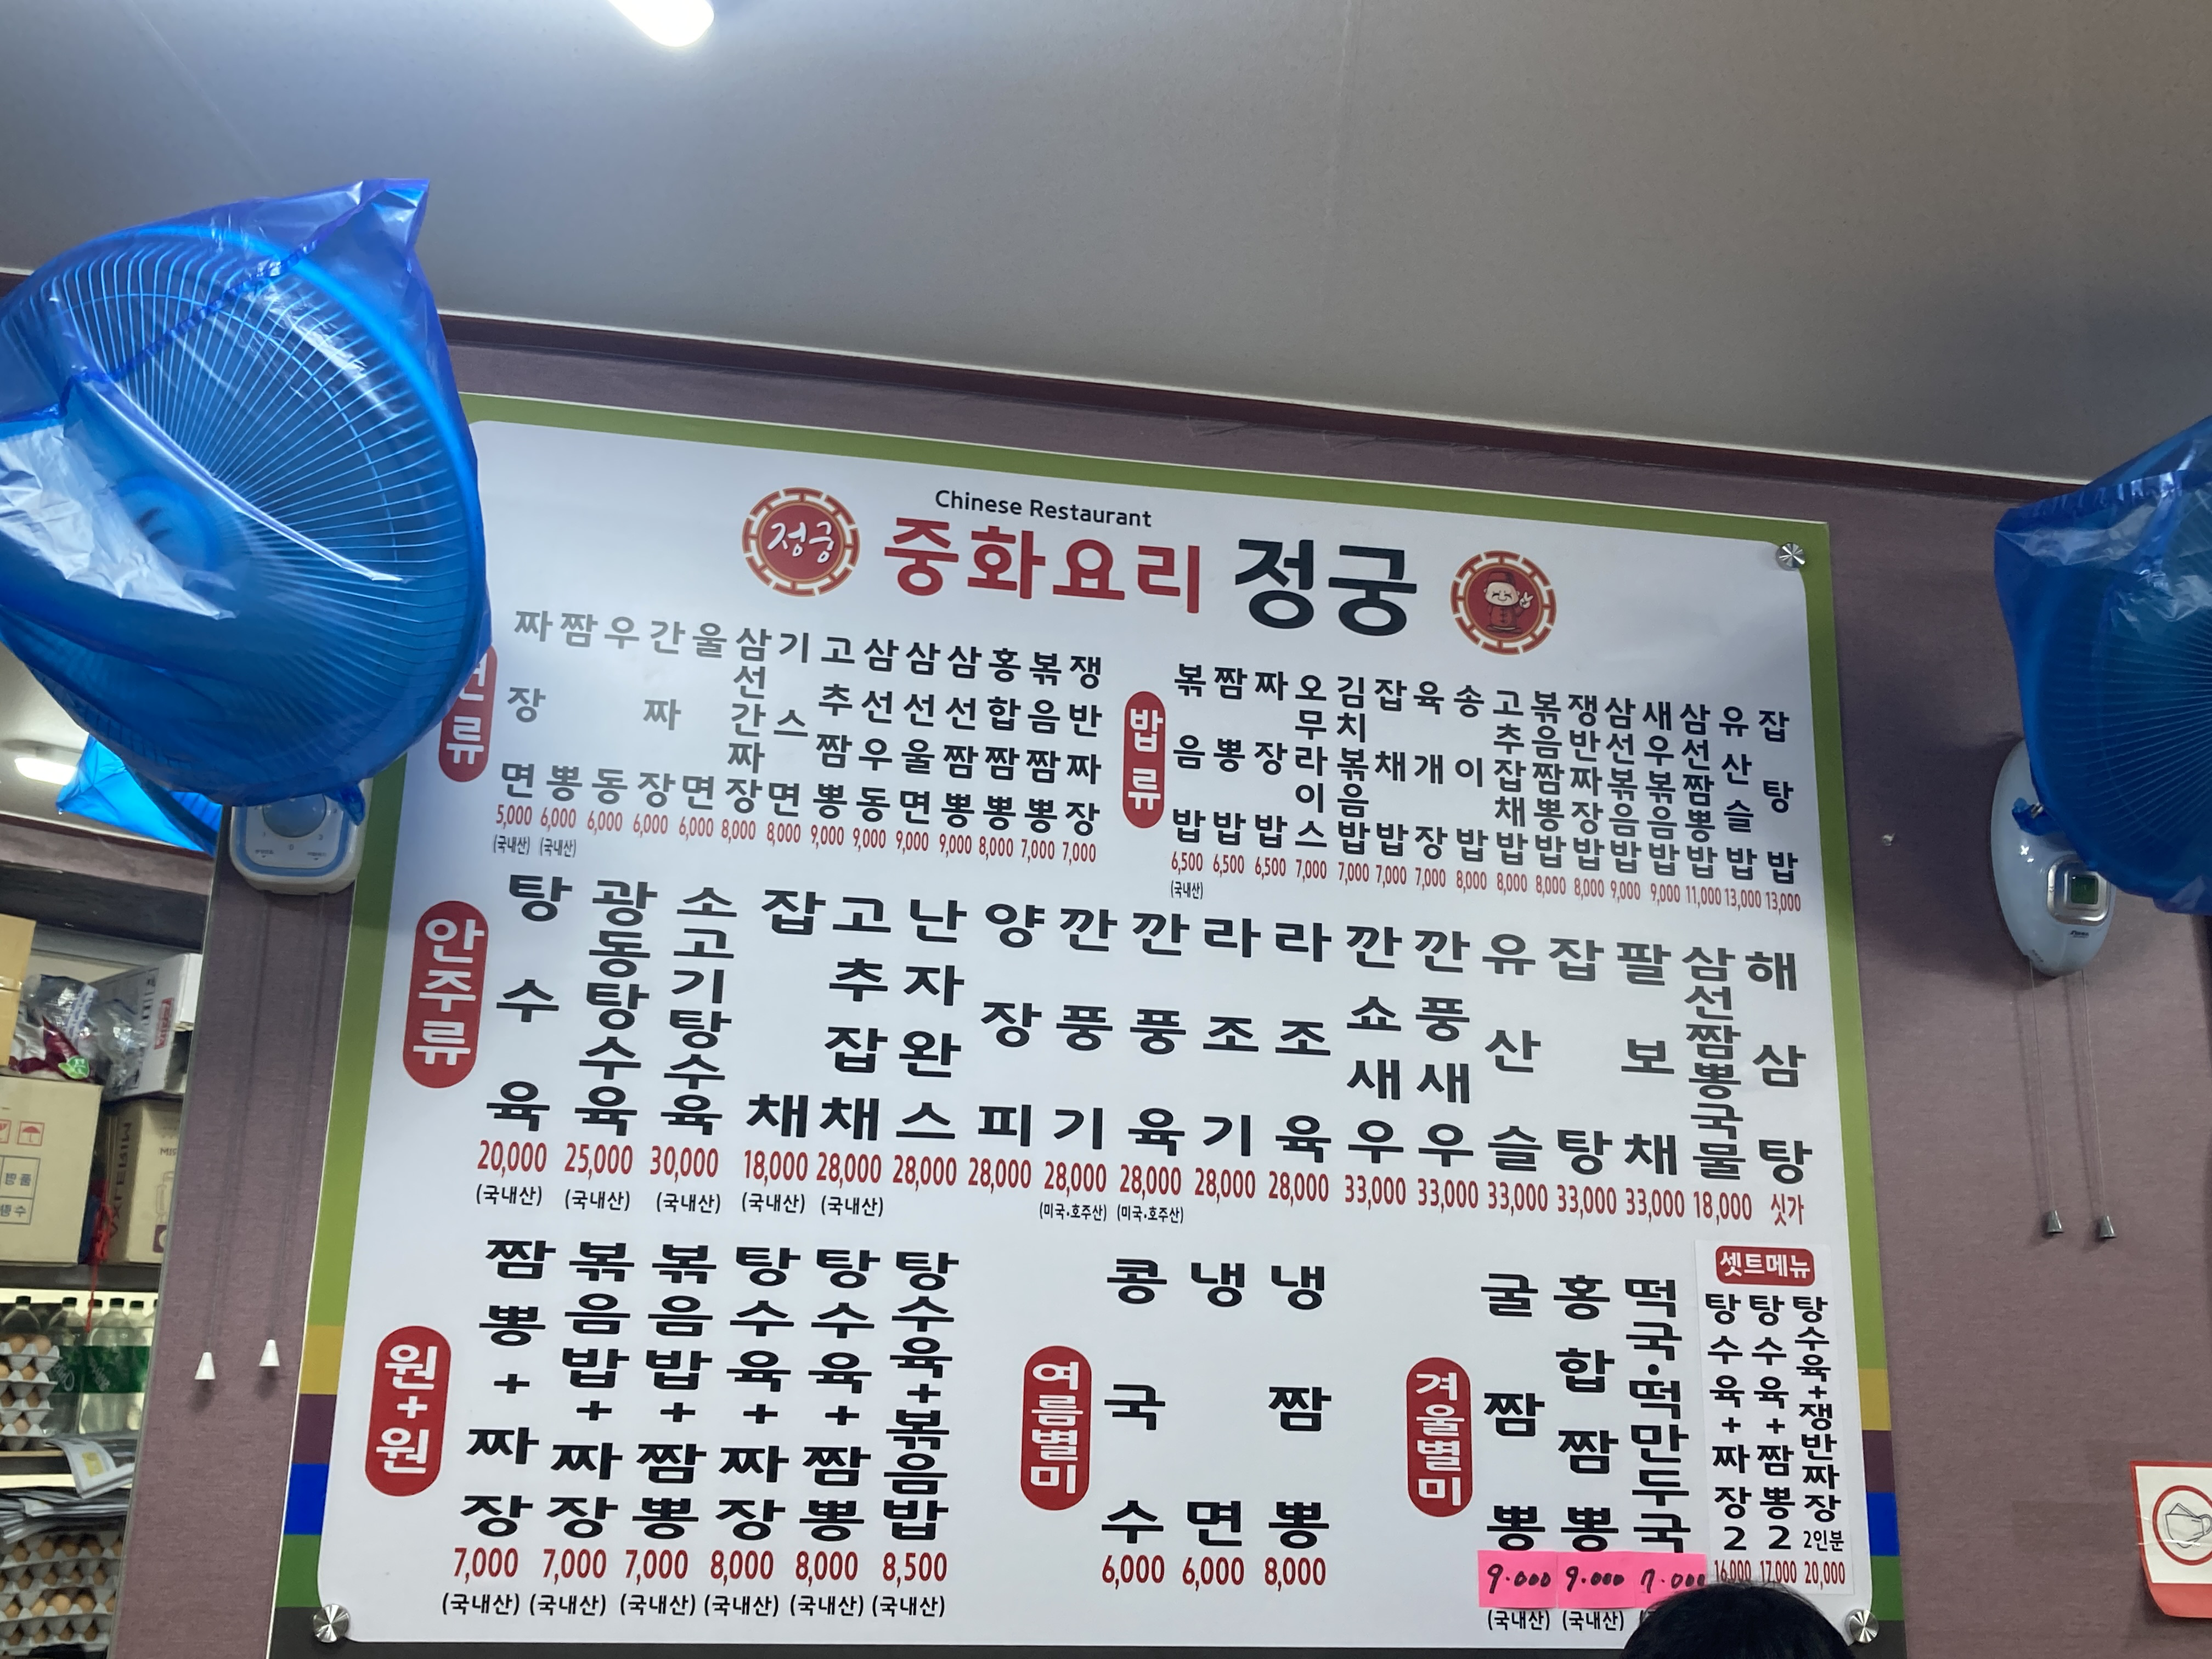 Chinese Restaurant
정궁
중화요리 정궁
류
짜장면 5,000 (국내산)
짬뽕 6,000 (국내산)
우동 6,000
간짜장 6,000
울면 6,000
삼선간짜장 8,000
기스면 8,000
고추짬뽕 9,000
삼선우동 9,000
삼선울면 9,000
삼선짬뽕 9,000
홍합짬뽕 8,000
볶음짬뽕 7,000
쟁반짜장 7,000
밥류
볶음밥 6,500 (국내산)
짬뽕밥 6,500
짜장밥 6,500
오무라이스 7,000
김치볶음밥 7,000
잡채밥 7,000
육개장 7,000
송이밥 8,000
고추잡채밥 8,000
볶음짬뽕밥 8,000
쟁반짜장밥 8,000
삼선볶음밥 9,000
새우볶음밥 9,000
삼선짬뽕밥 11,000
유산슬밥 13,000
잡탕밥 13,000
안주류
탕수육 20,000 (국내산)
광동탕수육 25,000 (국내산)
소고기탕수육 30,000 (국내산)
잡채 18,000 (국내산)
고추잡채 28,000 (국내산)
난자완스 28,000
양장피 28,000
깐풍기 28,000 (미국.호주산)
깐풍육 28,000 (미국.호주산)
라조기 28,000
라조육 28,000
깐쇼새우 33,000
깐풍새우 33,000
유산슬 33,000
잡탕 33,000
팔보채 33,000
삼선짬뽕국물 18,000
해삼탕 싯가
원+원
짬뽕+짜장 7,000 (국내산)
볶음밥+짜장 7,000 (국내산)
볶음밥+짬뽕 7,000 (국내산)
탕수육+짜장 8,000 (국내산)
탕수육+짬뽕 8,000 (국내산)
탕수육+볶음밥 8,500 (국내산)
여름별미
콩국수 6,000
냉면 6,000
냉짬뽕 8,000
겨울별미
굴짬뽕 9.000 (국내산)
홍합짬뽕 9.000 (국내산)
떡국·떡만두국 7.000
셋트메뉴
탕수육+짜장2 16,000
탕수육+짬뽕2 17,000
탕수육+쟁반짜장 2인분 20,000